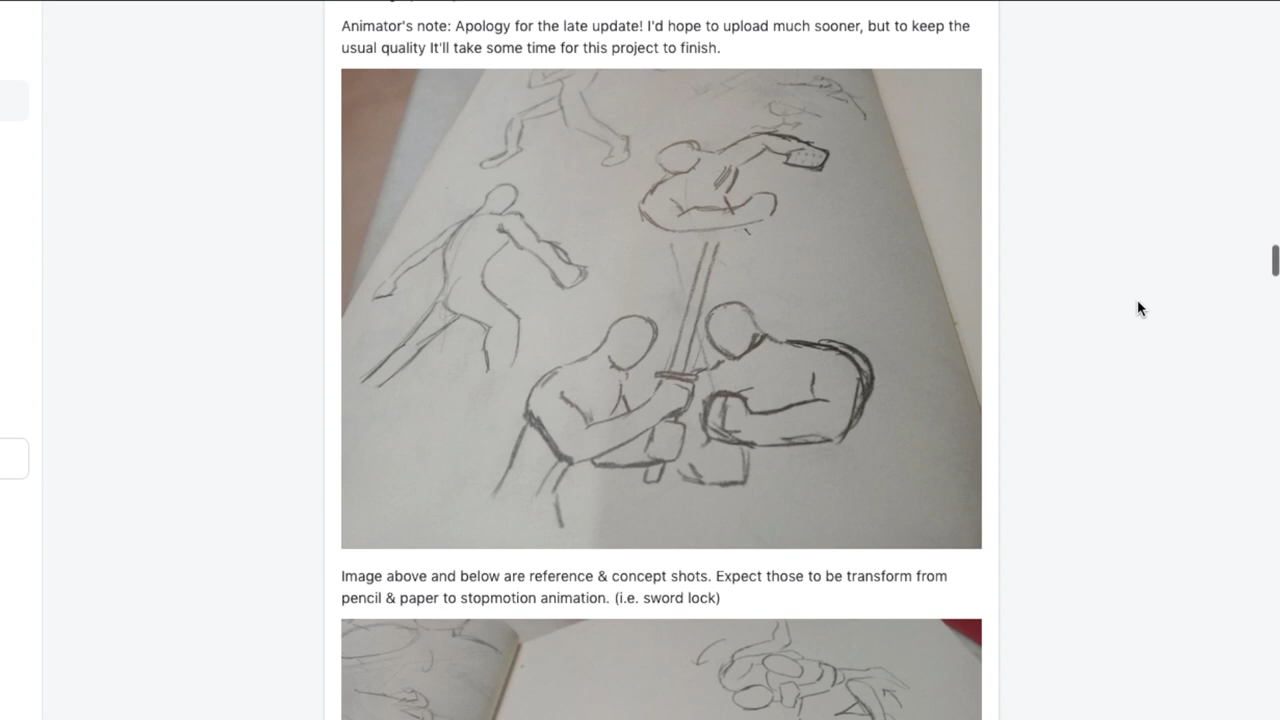 Animator's note: Apology for the late update! I'd hope to upload much sooner, but to keep the
usual quality It'll take some time for this project to finish.
Image above and below are reference & concept shots. Expect those to be transform from
pencil & paper to stopmotion animation. (i.e. sword lock)